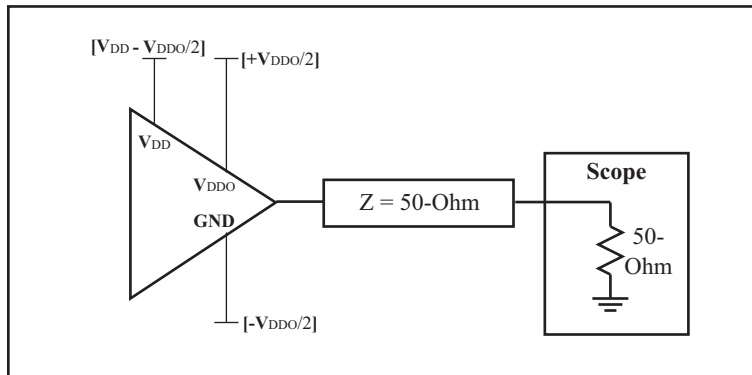 [VDD - VDDO/2]
[+VDDO/2]
VDD
VDDO
GND
Z = 50-Ohm
Scope
50-
Ohm
[-VDDO/2]